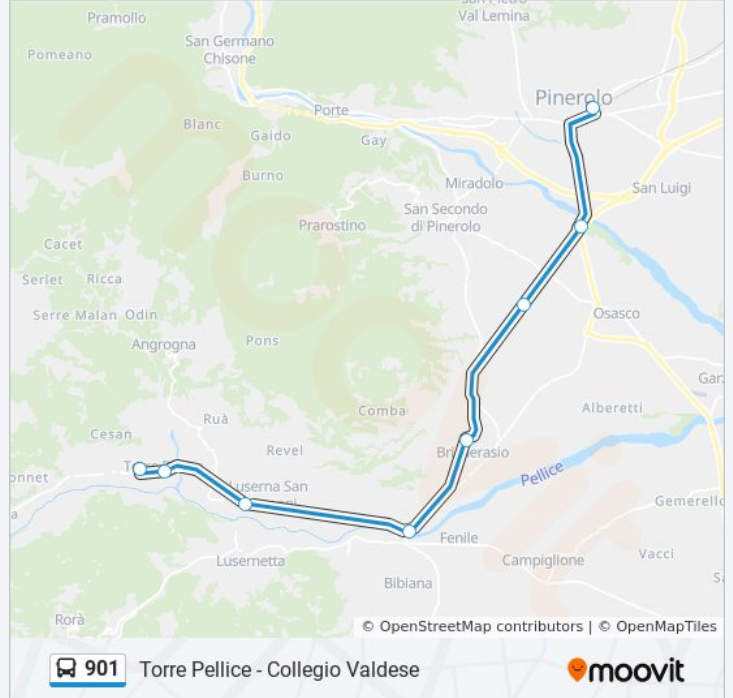 Pramollo
San Pietro
Val Lemina
San Germano
Chisone
Pomeano
Pinerolo
Porte
Blanc
Gaido
Gay
Burno
Miradolo
San Luigi
San Secondo
di Pinerolo
Prarostino
Cacet
Serlet
Ricca
Serre Malan
Odin
Osasco
Pons
Angrogna
Gar.
Comba
Alberetti
Ruà
Cesan
Revel
onnet
Luserna San
Pellice
Gemerello
Fenile
Vacci
Lusernetta
Campiglione
Bibiana
Rorà
© OpenStreetMap contributors | © OpenMapTiles
901 Torre Pellice - Collegio Valdese
moovit